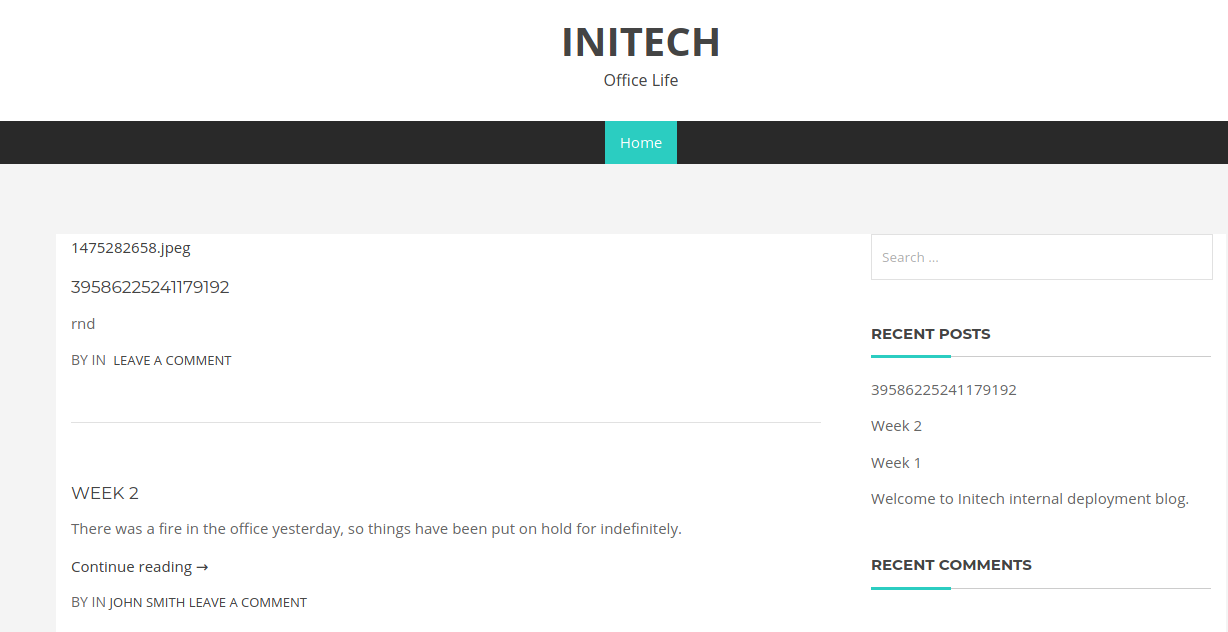 INITECH
Office Life
Home
1475282658.jpeg
39586225241179192
rnd
BY IN LEAVE A COMMENT
WEEK 2
There was a fire in the office yesterday, so things have been put on hold for indefinitely.
Continue reading →
BY IN JOHN SMITH LEAVE A COMMENT
Search ...
RECENT POSTS
39586225241179192
Week 2
Week 1
Welcome to Initech internal deployment blog.
RECENT COMMENTS